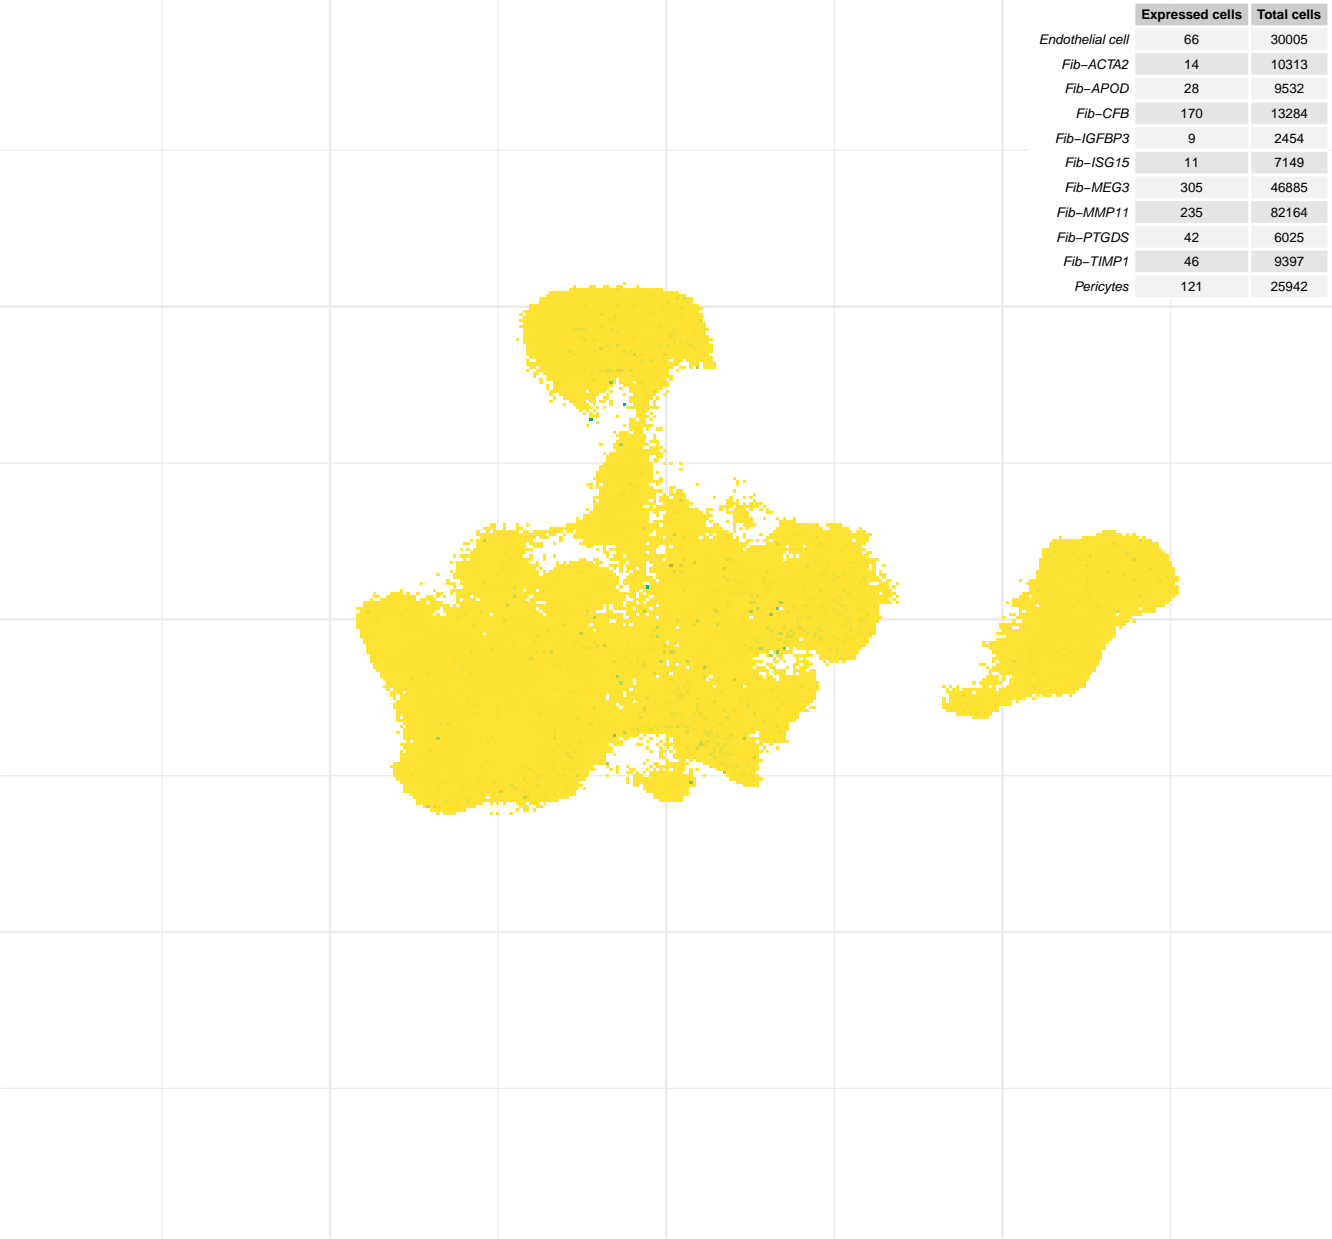 Expressed cells Total cells
Endothelial cell 66 30005
Fib−ACTA2 14 10313
Fib−APOD 28 9532
Fib−CFB 170 13284
Fib−IGFBP3 9 2454
Fib−ISG15 11 7149
Fib−MEG3 305 46885
Fib−MMP11 235 82164
Fib−PTGDS 42 6025
Fib−TIMP1 46 9397
Pericytes 121 25942